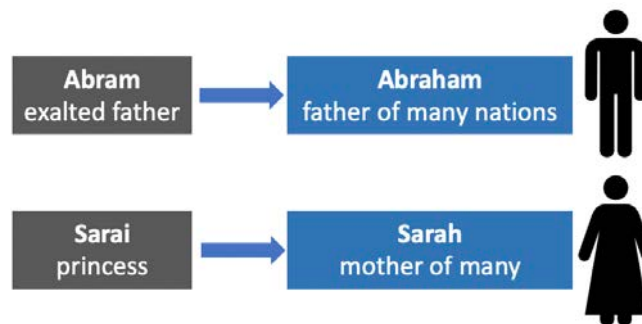 Abram
exalted father
Abraham
father of many nations
Sarai
princess
Sarah
mother of many